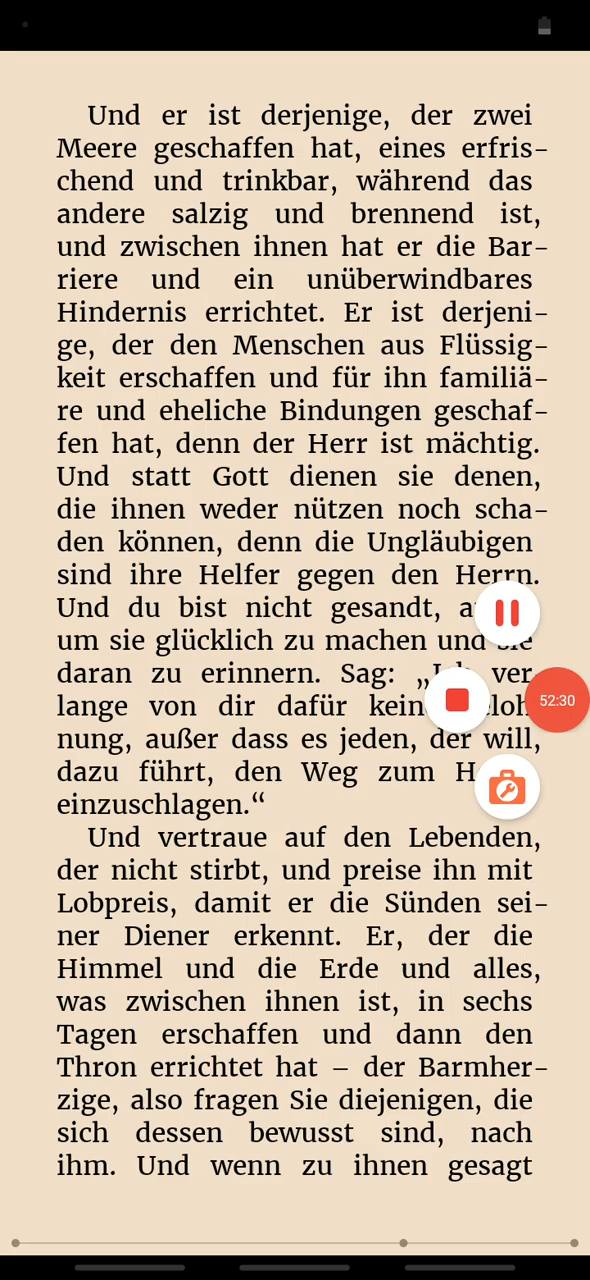 Und er ist derjenige, der zwei
Meere geschaffen hat, eines erfris-
chend und trinkbar, während das
andere salzig und brennend ist,
und zwischen ihnen hat er die Bar-
riere und ein unüberwindbares
Hindernis errichtet. Er ist derjeni-
ge, der den Menschen aus Flüssig-
keit erschaffen und für ihn familiä-
re und eheliche Bindungen geschaf-
fen hat, denn der Herr ist mächtig.
Und statt Gott dienen sie denen,
die ihnen weder nützen noch scha-
den können, denn die Ungläubigen
sind ihre Helfer gegen den Herrn.
Und du bist nicht gesandt,
um sie glücklich zu machen und sie
daran zu erinnern. Sag: „Ich ver
lange von dir dafür
nung, außer dass es jeden, der will,
dazu führt, den Weg zum
einzuschlagen.“
Und vertraue auf den Lebenden,
der nicht stirbt, und preise ihn mit
Lobpreis, damit er die Sünden sei-
ner Diener erkennt. Er, der die
Himmel und die Erde und alles,
was zwischen ihnen ist, in sechs
Tagen erschaffen und dann den
Thron errichtet hat – der Barmher-
zige, also fragen Sie diejenigen, die
sich dessen bewusst sind, nach
ihm. Und wenn zu ihnen gesagt
52:30